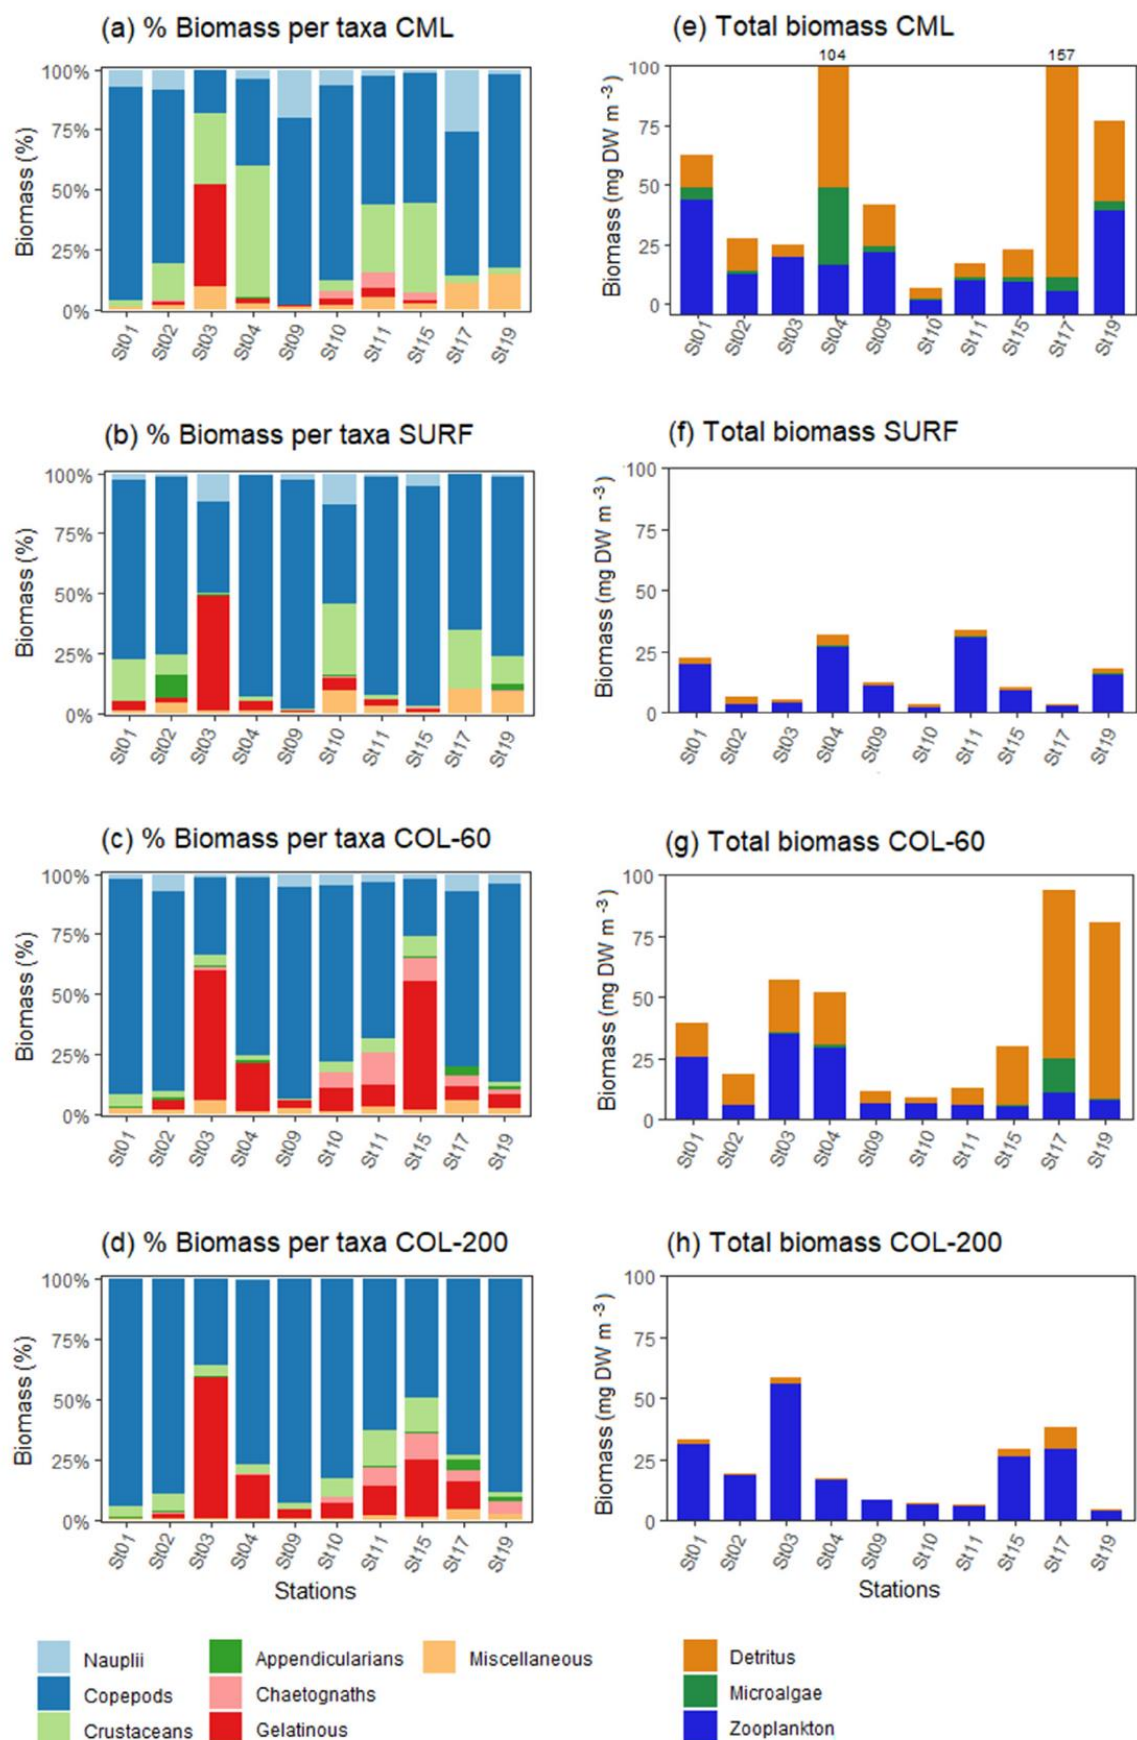 (a) % Biomass per taxa CML
Biomass (%)
100%
75%
50%
25%
0%
St01 St02 St03 St04 St09 St10 St11 St15 St17 St19
(e) Total biomass CML
104 157
Biomass (mg DW m -3)
100
75
50
25
0
St01 St02 St03 St04 St09 St10 St11 St15 St17 St19
(b) % Biomass per taxa SURF
Biomass (%)
100%
75%
50%
25%
0%
St01 St02 St03 St04 St09 St10 St11 St15 St17 St19
(f) Total biomass SURF
Biomass (mg DW m -3)
100
75
50
25
0
St01 St02 St03 St04 St09 St10 St11 St15 St17 St19
(c) % Biomass per taxa COL-60
Biomass (%)
100%
75%
50%
25%
0%
St01 St02 St03 St04 St09 St10 St11 St15 St17 St19
(g) Total biomass COL-60
Biomass (mg DW m -3)
100
75
50
25
0
St01 St02 St03 St04 St09 St10 St11 St15 St17 St19
(d) % Biomass per taxa COL-200
Biomass (%)
100%
75%
50%
25%
0%
St01 St02 St03 St04 St09 St10 St11 St15 St17 St19
Stations
(h) Total biomass COL-200
Biomass (mg DW m -3)
100
75
50
25
0
St01 St02 St03 St04 St09 St10 St11 St15 St17 St19
Stations
Nauplii
Copepods
Crustaceans
Appendicularians
Chaetognaths
Gelatinous
Miscellaneous
Detritus
Microalgae
Zooplankton